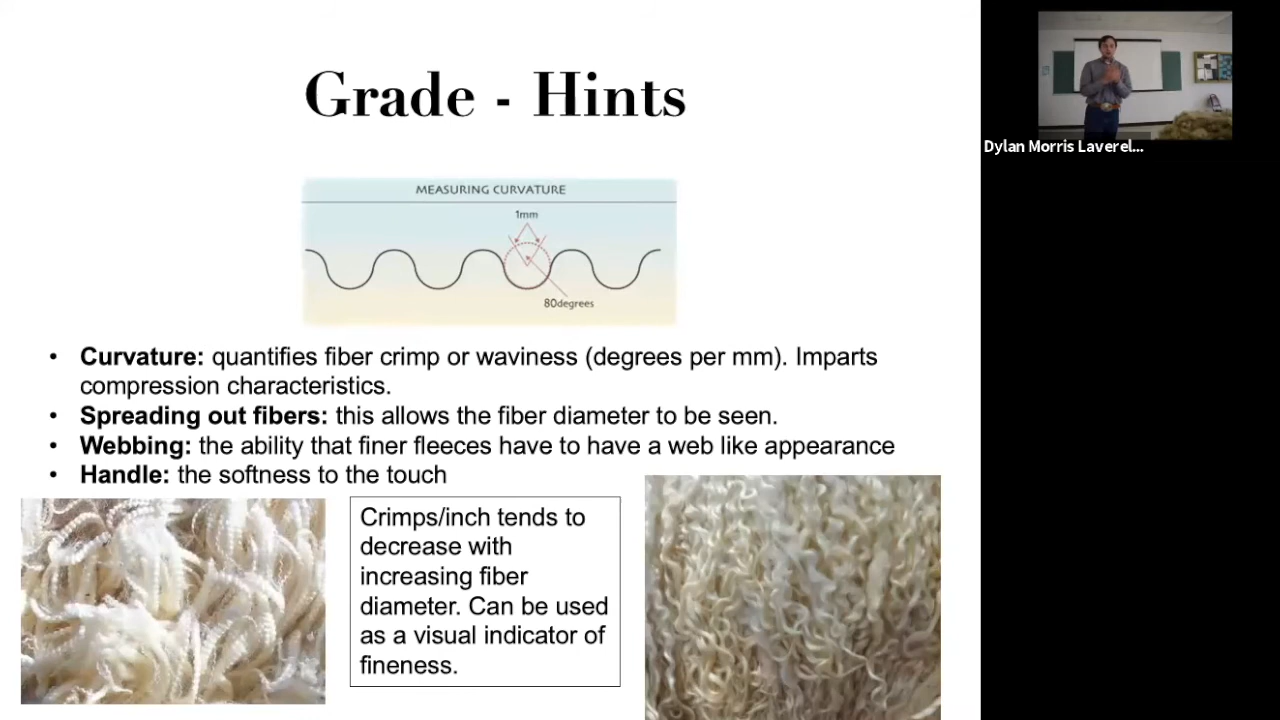 Grade - Hints
MEASURING CURVATURE
1mm
80degrees
• Curvature: quantifies fiber crimp or waviness (degrees per mm). Imparts
compression characteristics.
• Spreading out fibers: this allows the fiber diameter to be seen.
• Webbing: the ability that finer fleeces have to have a web like appearance
• Handle: the softness to the touch
Crimps/inch tends to
decrease with
increasing fiber
diameter. Can be used
as a visual indicator of
fineness.
Dylan Morris Laverel...